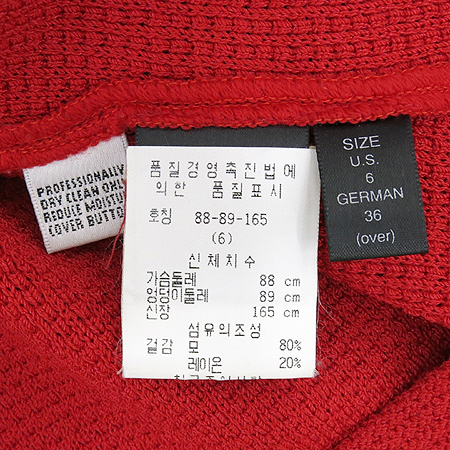 PROFESSIONALLY
DRY CLEAN ONLY
REDUCE MOISTURE
COVER BUTTONS
품질경영촉진법에
의한 품질표시
호칭 88-89-165
(6)
신체치수
가슴둘레 88 cm
엉덩이둘레 89 cm
신장 165 cm
섬유의조성
겉감 모 80%
레이온 20%
SIZE
U.S.
6
GERMAN
36
(over)